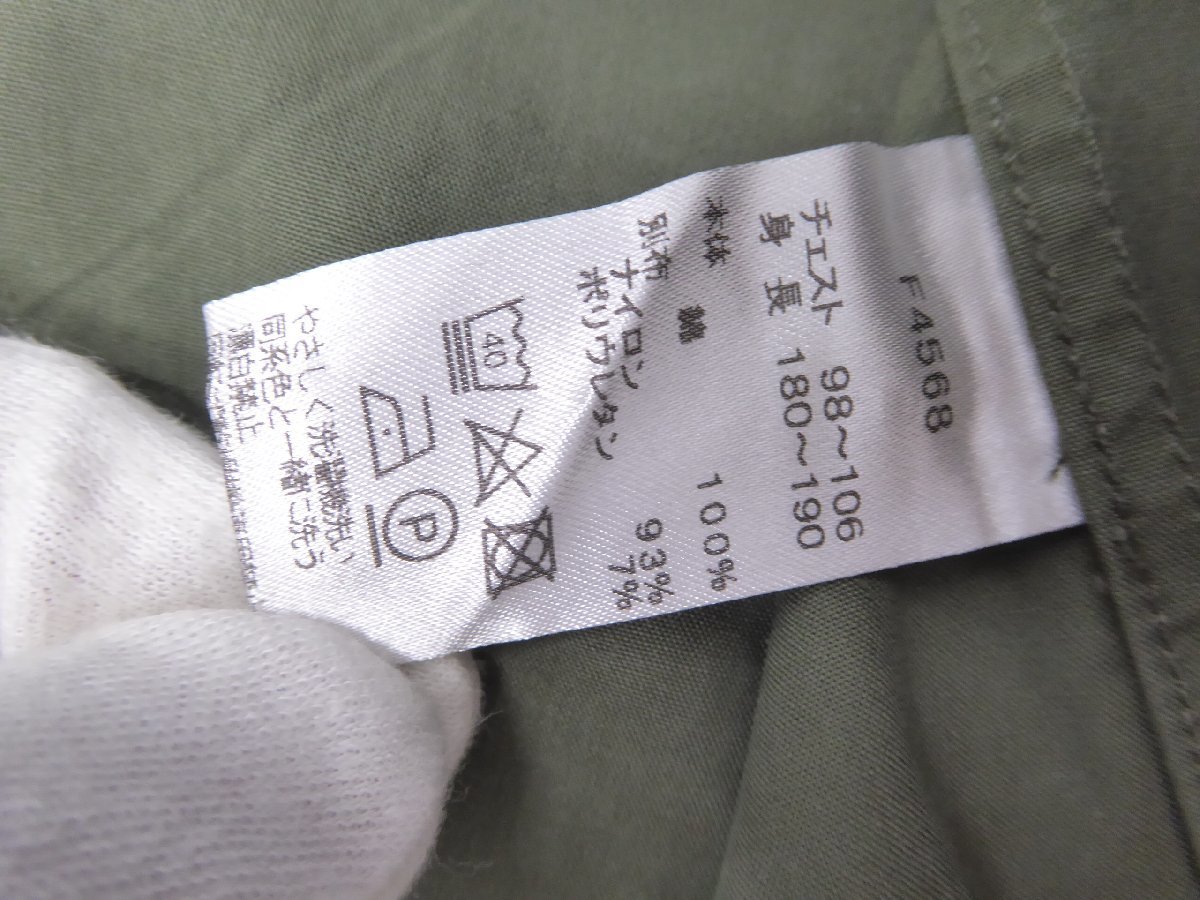 F4568
チェスト 98～106
身長 180～190
本体 綿 100%
別布 ナイロン 93%
ポリウレタン 7%
40
P
やさしく洗濯機洗い
同系色と一緒に洗う
漂白禁止